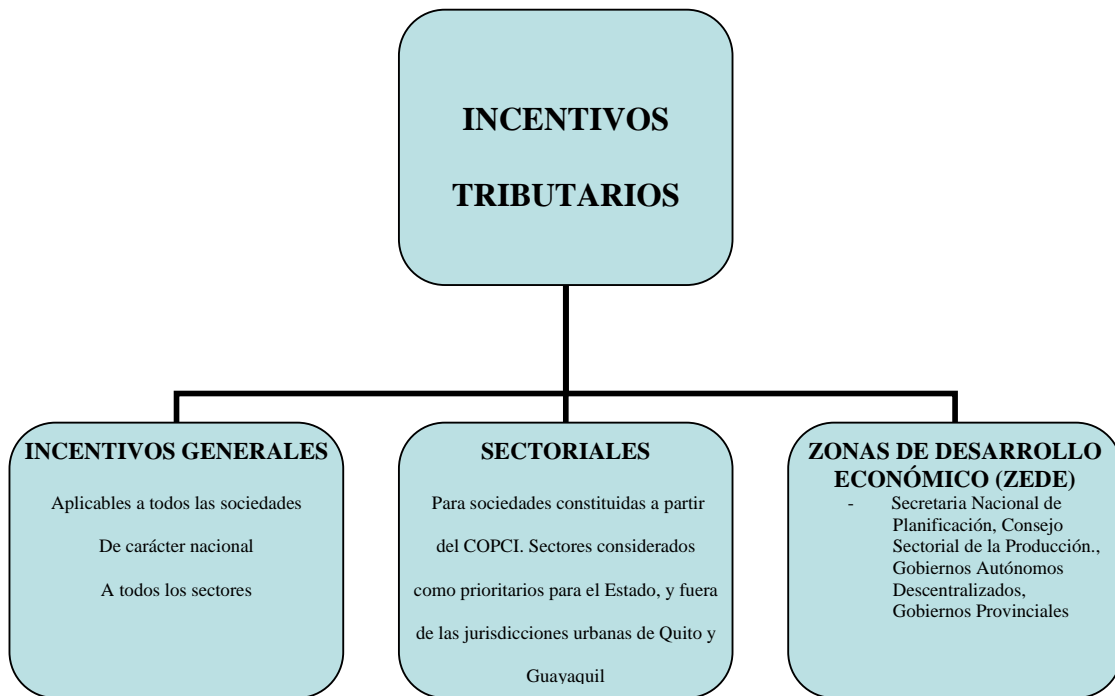 INCENTIVOS
TRIBUTARIOS
INCENTIVOS GENERALES
Aplicables a todos las sociedades
De carácter nacional
A todos los sectores
SECTORIALES
Para sociedades constituidas a partir
del COPCI. Sectores considerados
como prioritarios para el Estado, y fuera
de las jurisdicciones urbanas de Quito y
Guayaquil
ZONAS DE DESARROLLO
ECONÓMICO (ZEDE)
- Secretaria Nacional de
Planificación, Consejo
Sectorial de la Producción.,
Gobiernos Autónomos
Descentralizados,
Gobiernos Provinciales